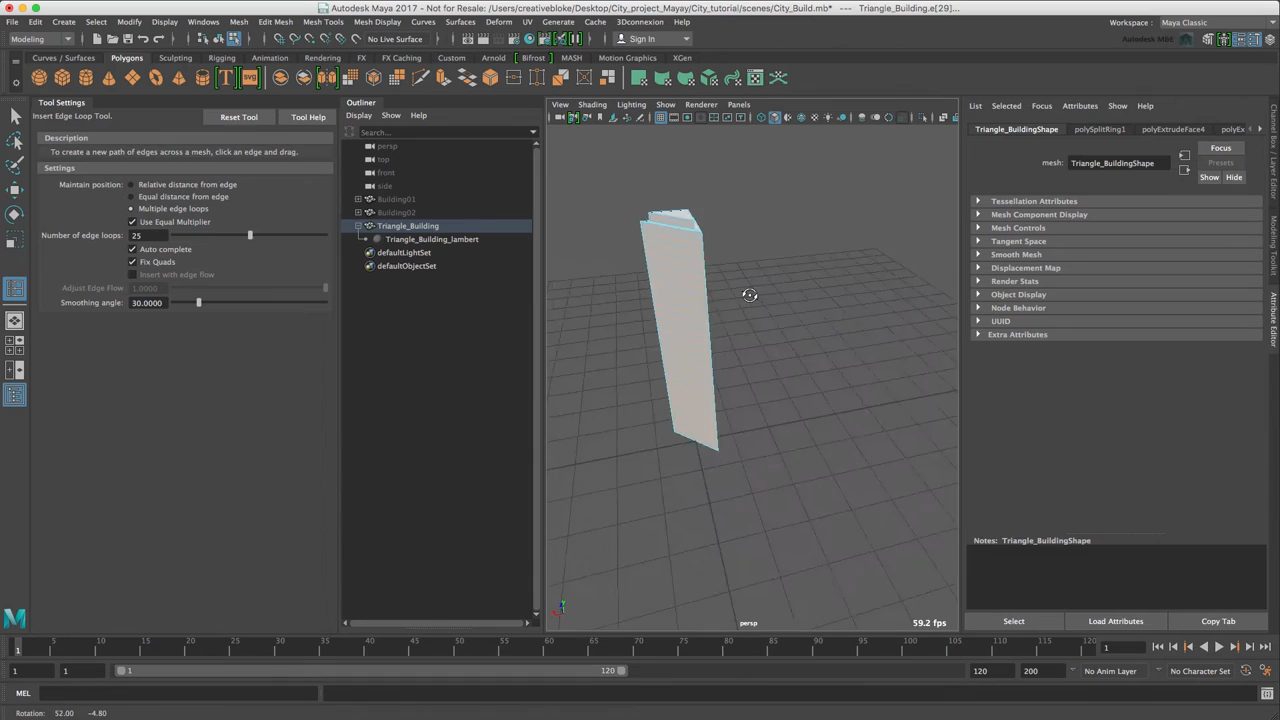 Autodesk Maya 2017 - Not for Resale: /Users/creativebloke/Desktop/City_project_Mayay/City_tutorial/scenes/City_Build.mb* --- Triangle_Building.e[29]...
File Edit Create Select Modify Display Windows Mesh Edit Mesh Mesh Tools Mesh Display Curves Surfaces Deform UV Generate Cache 3Dconnexion Help
Workspace : Maya Classic
Modeling No Live Surface Sign In Autodesk M&E
Curves / Surfaces Polygons Sculpting Rigging Animation Rendering FX FX Caching Custom Arnold Bifrost MASH Motion Graphics XGen
T SVG
Tool Settings
Insert Edge Loop Tool. Reset Tool Tool Help
Description
To create a new path of edges across a mesh, click an edge and drag.
Settings
Maintain position: Relative distance from edge
Equal distance from edge
Multiple edge loops
Use Equal Multiplier
Number of edge loops: 25
Auto complete
Fix Quads
Insert with edge flow
Adjust Edge Flow 1.0000
Smoothing angle: 30.0000
Outliner
Display Show Help
Search...
persp
top
front
side
Building01
Building02
Triangle_Building
Triangle_Building_lambert
defaultLightSet
defaultObjectSet
View Shading Lighting Show Renderer Panels
persp
59.2 fps
List Selected Focus Attributes Show Help
Triangle_BuildingShape polySplitRing1 polyExtrudeFace4 polyEx
Focus
mesh: Triangle_BuildingShape Presets
Show Hide
Tessellation Attributes
Mesh Component Display
Mesh Controls
Tangent Space
Smooth Mesh
Displacement Map
Render Stats
Object Display
Node Behavior
UUID
Extra Attributes
Notes: Triangle_BuildingShape
Select Load Attributes Copy Tab
Channel Box / Layer Editor
Modeling Toolkit
Attribute Editor
1 5 10 15 20 25 30 35 40 45 50 55 60 65 70 75 80 85 90 95 100 105 110 115 120 1
1 1 1 120 120 200 No Anim Layer No Character Set
MEL
Rotation: 52.00 -4.80